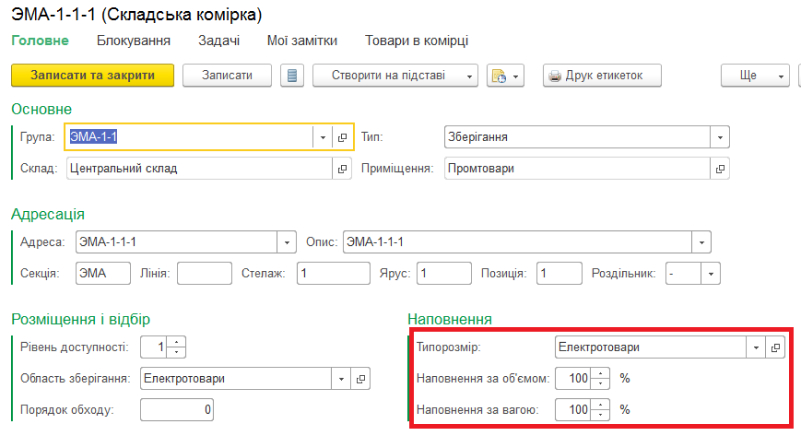 ЭМА-1-1-1 (Складська комірка)
Головне Блокування Задачі Мої замітки Товари в комірці
Записати та закрити Записати Створити на підставі Друк етикеток Ще
Основне
Група: ЭМА-1-1 Тип: Зберігання
Склад: Центральний склад Приміщення: Промтовари
Адресація
Адреса: ЭМА-1-1-1 Опис: ЭМА-1-1-1
Секція: ЭМА Лінія: Стелаж: 1 Ярус: 1 Позиція: 1 Роздільник: -
Розміщення і відбір Наповнення
Рівень доступності: 1 Типорозмір: Електротовари
Область зберігання: Електротовари Наповнення за об'ємом: 100 %
Порядок обходу: 0 Наповнення за вагою: 100 %